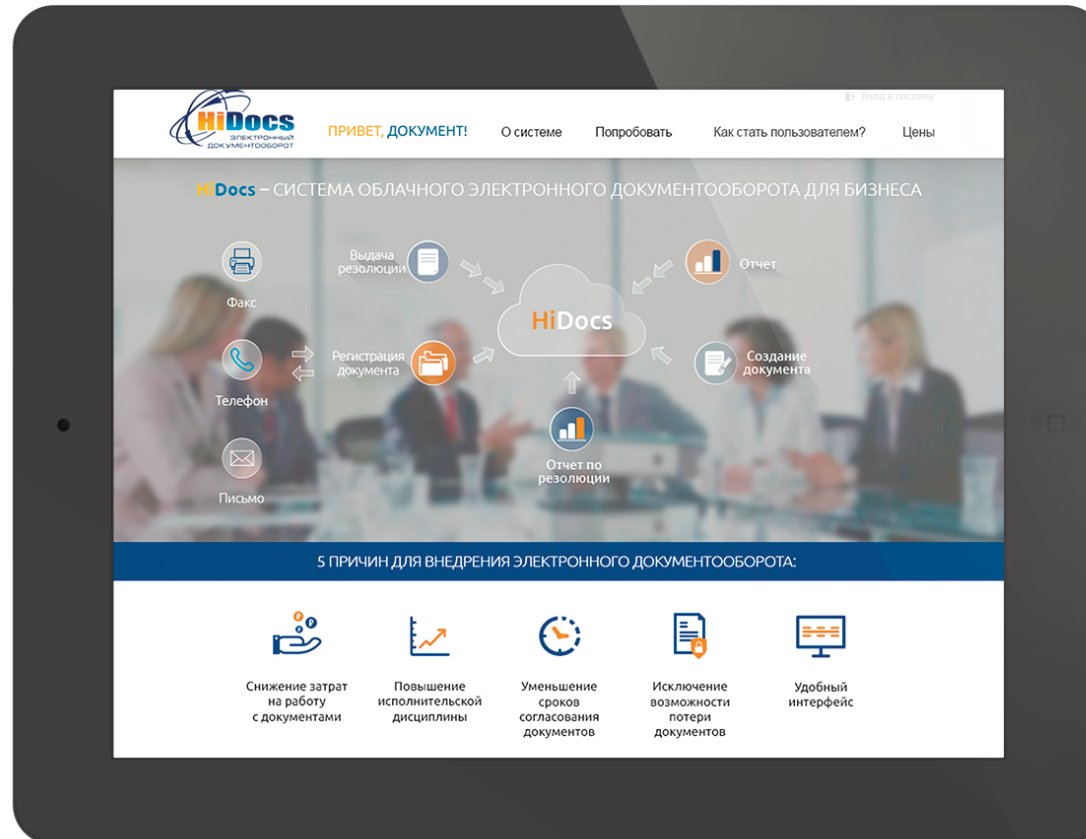 Вход в систему
HiDocs
ЭЛЕКТРОННЫЙ
ДОКУМЕНТООБОРОТ
ПРИВЕТ, ДОКУМЕНТ!
О системе
Попробовать
Как стать пользователем?
Цены
HiDocs – СИСТЕМА ОБЛАЧНОГО ЭЛЕКТРОННОГО ДОКУМЕНТООБОРОТА ДЛЯ БИЗНЕСА
Факс
Телефон
Письмо
Выдача
резолюции
Регистрация
документа
HiDocs
Отчет
Создание
документа
Отчет по
резолюции
5 ПРИЧИН ДЛЯ ВНЕДРЕНИЯ ЭЛЕКТРОННОГО ДОКУМЕНТООБОРОТА:
Снижение затрат
на работу
с документами
Повышение
исполнительской
дисциплины
Уменьшение
сроков
согласования
документов
Исключение
возможности
потери
документов
Удобный
интерфейс